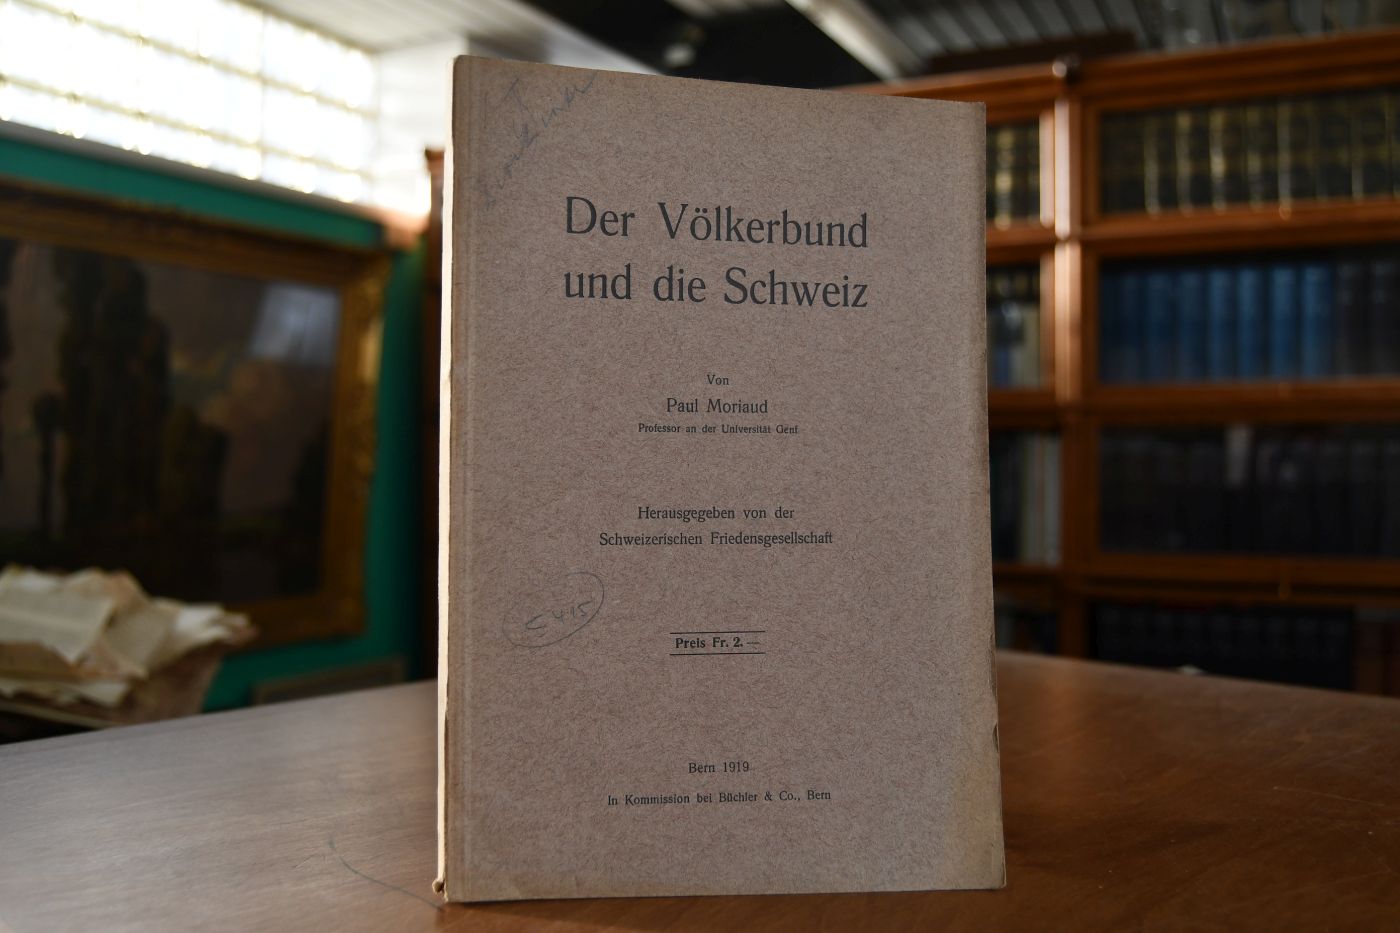 Der Völkerbund
und die Schweiz
Von
Paul Moriaud
Professor an der Universität Genf
Herausgegeben von der
Schweizerischen Friedensgesellschaft
Preis Fr. 2.—
Bern 1919
In Kommission bei Büchler & Co., Bern